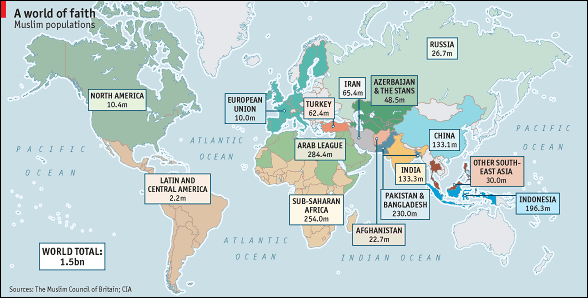 A world of faith
Muslim populations
RUSSIA
26.7m
NORTH AMERICA
10.4m
EUROPEAN
UNION
10.0m
TURKEY
62.4m
IRAN
65.4m
AZERBAIJAN
& THE STANS
48.5m
CHINA
133.1m
PACIFIC
OCEAN
ATLANTIC
OCEAN
PACIFIC
OCEAN
ARAB LEAGUE
284.4m
INDIA
133.3m
OTHER SOUTH-
EAST ASIA
30.0m
LATIN AND
CENTRAL AMERICA
2.2m
SUB-SAHARAN
AFRICA
254.0m
PAKISTAN &
BANGLADESH
230.0m
INDONESIA
196.3m
AFGHANISTAN
22.7m
ATLANTIC
OCEAN
INDIAN OCEAN
WORLD TOTAL:
1.5bn
Sources: The Muslim Council of Britain; CIA